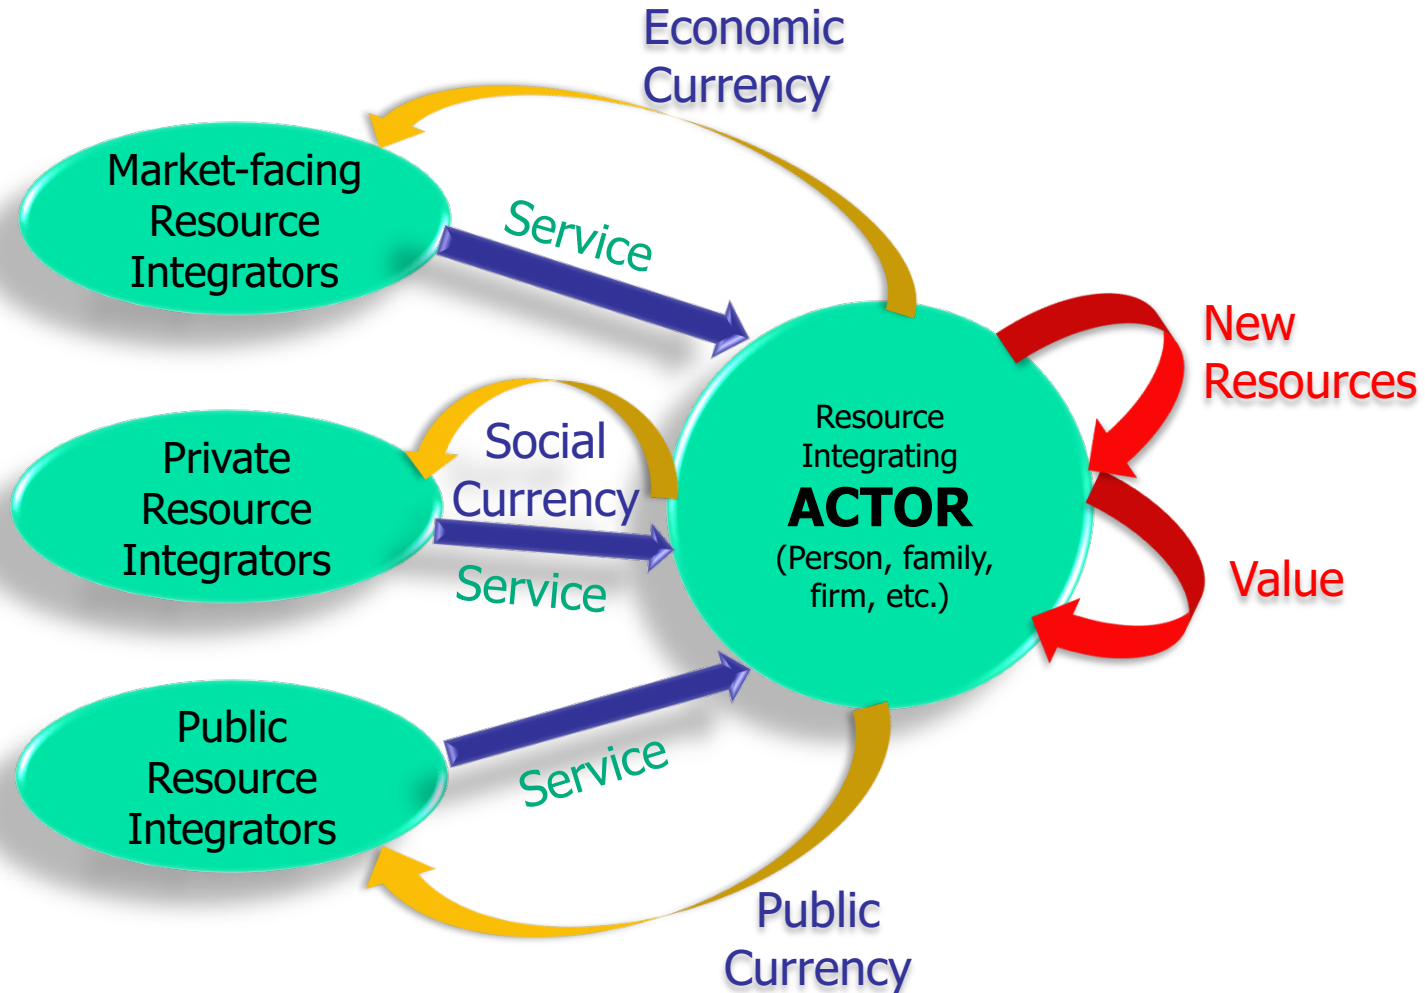 Economic
Currency
Market-facing
Resource
Integrators
Service
New
Resources
Resource
Integrating
ACTOR
(Person, family,
firm, etc.)
Social
Currency
Private
Resource
Integrators
Service
Value
Public
Resource
Integrators
Service
Public
Currency